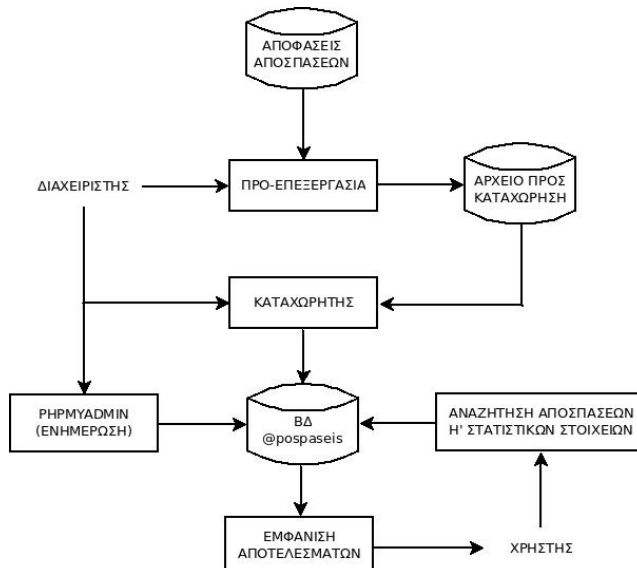 ΑΠΟΦΑΣΕΙΣ
ΑΠΟΣΠΑΣΕΩΝ
ΔΙΑΧΕΙΡΙΣΤΗΣ
ΠΡΟ-ΕΠΕΞΕΡΓΑΣΙΑ
ΑΡΧΕΙΟ ΠΡΟΣ
ΚΑΤΑΧΩΡΗΣΗ
ΚΑΤΑΧΩΡΗΤΗΣ
PHPMYADMIN
(ΕΝΗΜΕΡΩΣΗ)
ΒΔ
@pospaseis
ΑΝΑΖΗΤΗΣΗ ΑΠΟΣΠΑΣΕΩΝ
Η' ΣΤΑΤΙΣΤΙΚΩΝ ΣΤΟΙΧΕΙΩΝ
ΕΜΦΑΝΙΣΗ
ΑΠΟΤΕΛΕΣΜΑΤΩΝ
ΧΡΗΣΤΗΣ